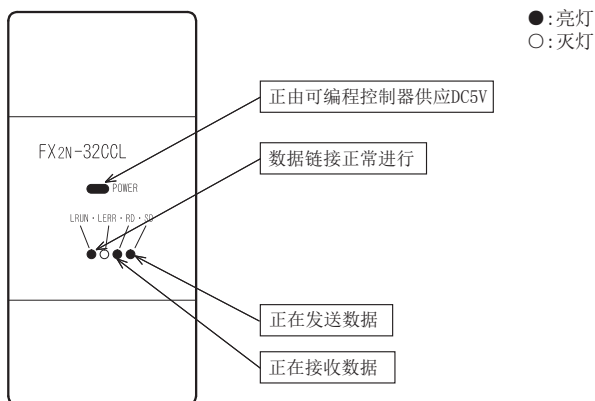 ●:亮灯
○:灭灯
正由可编程控制器供应DC5V
FX2N-32CCL
数据链接正常进行
POWER
LRUN・LERR・RD・SD
正在发送数据
正在接收数据